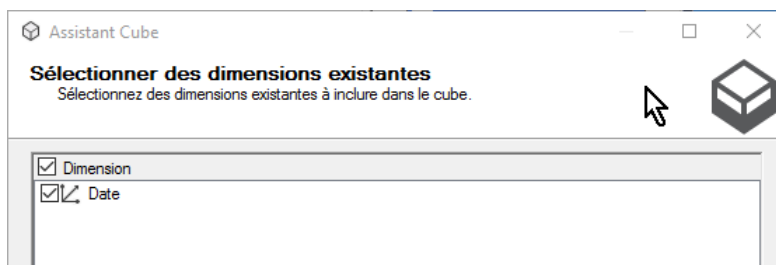 Assistant Cube
Sélectionner des dimensions existantes
Sélectionnez des dimensions existantes à inclure dans le cube.
Dimension
Date